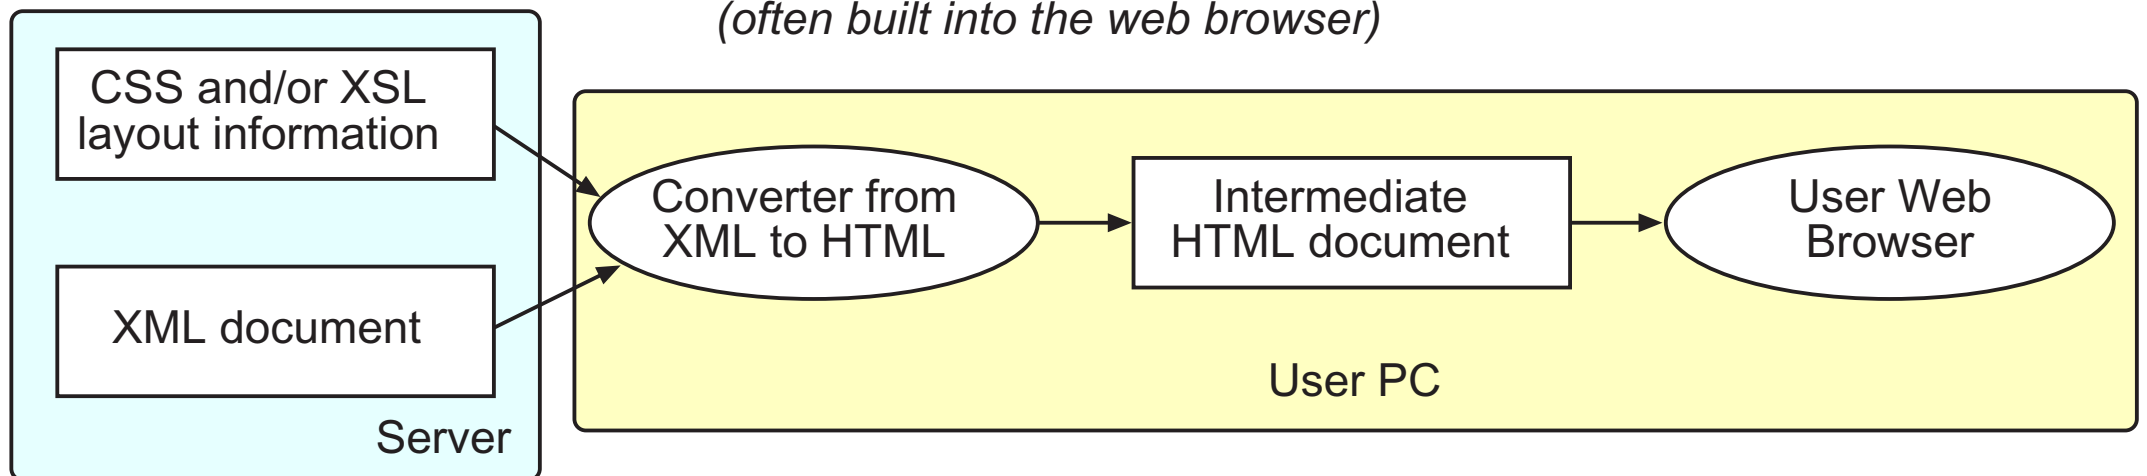 (often built into the web browser)
CSS and/or XSL
layout information
XML document
Server
Converter from
XML to HTML
Intermediate
HTML document
User Web
Browser
User PC